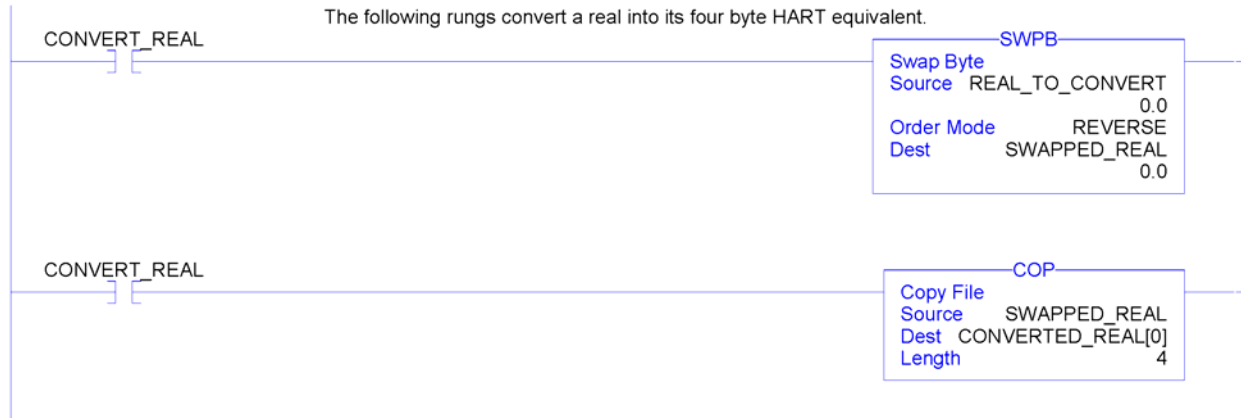 The following rungs convert a real into its four byte HART equivalent.
CONVERT_REAL
SWPB
Swap Byte
Source REAL_TO_CONVERT
0.0
Order Mode REVERSE
Dest SWAPPED_REAL
0.0
CONVERT_REAL
COP
Copy File
Source SWAPPED_REAL
Dest CONVERTED_REAL[0]
Length 4